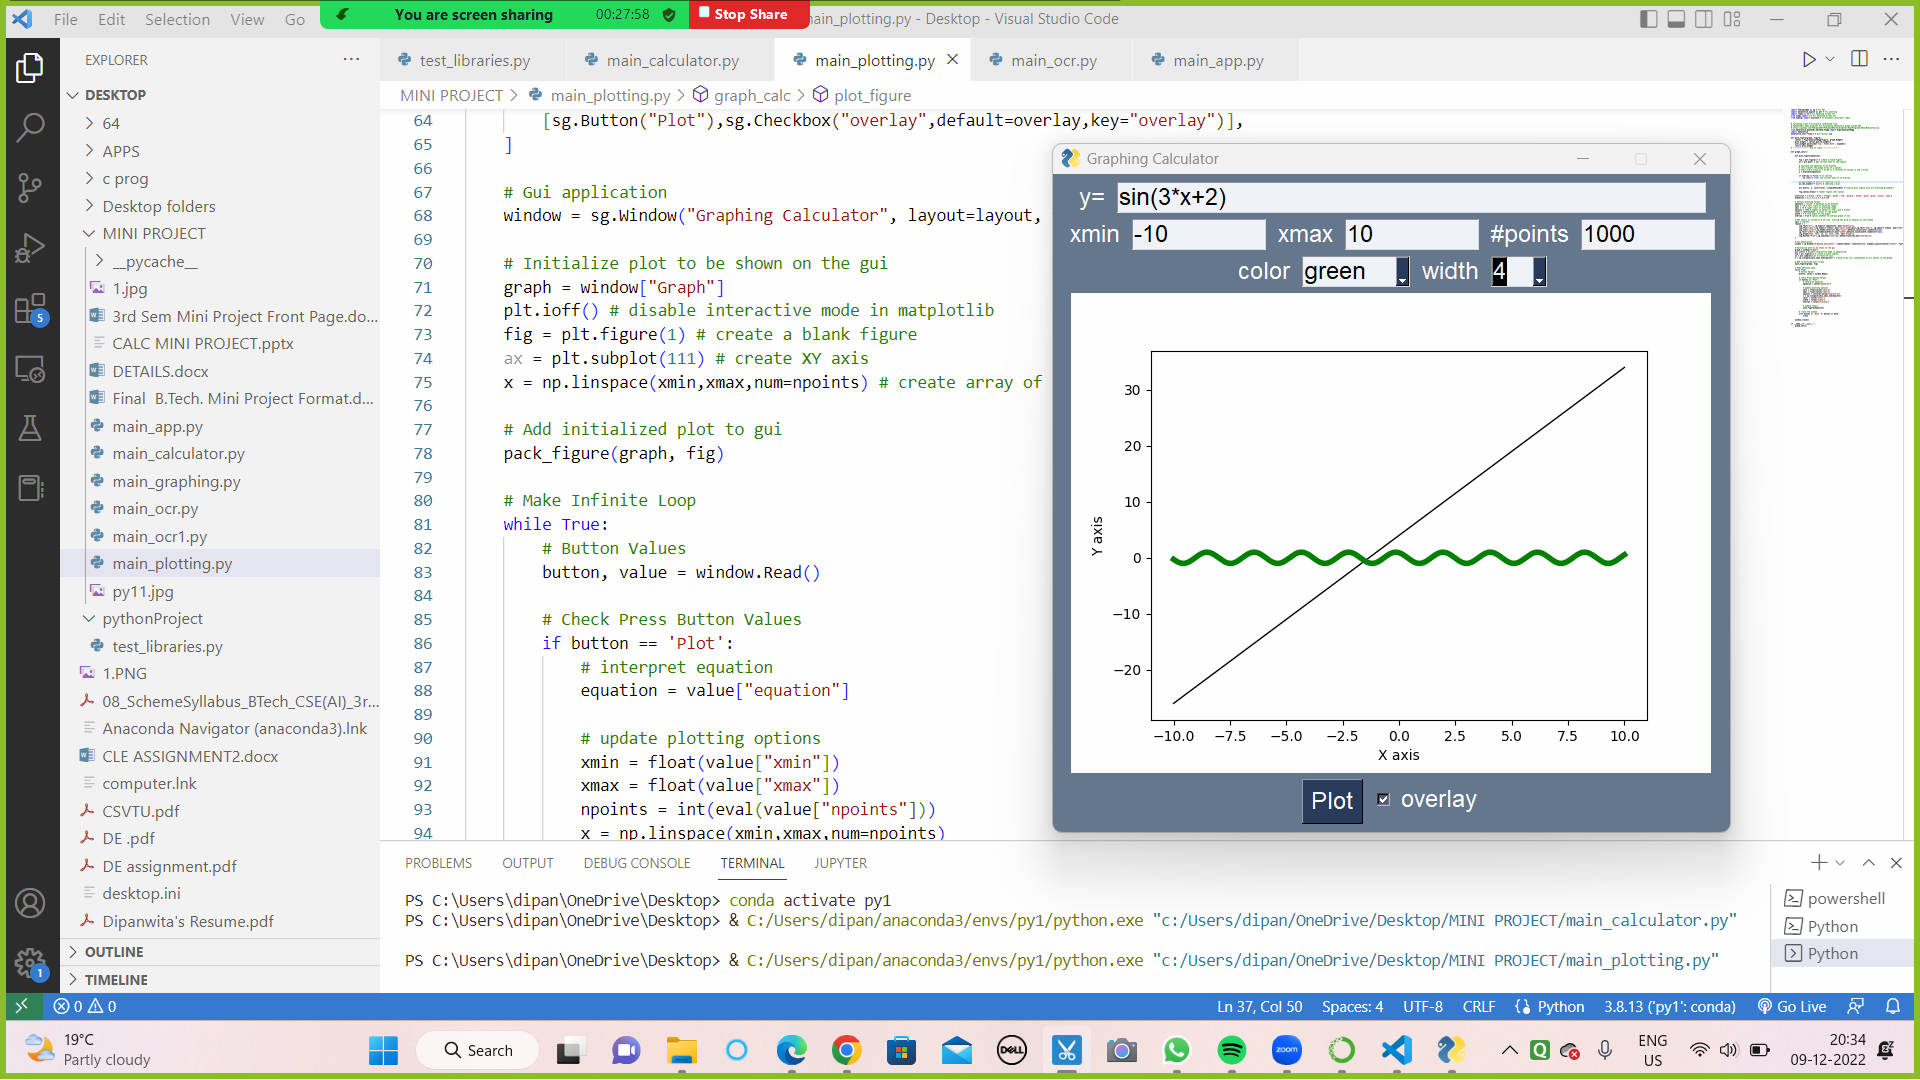 File Edit Selection View Go
You are screen sharing 00:27:58 Stop Share
main_plotting.py - Desktop - Visual Studio Code
EXPLORER
test_libraries.py main_calculator.py main_plotting.py main_ocr.py main_app.py
MINI PROJECT > main_plotting.py > graph_calc > plot_figure
DESKTOP
64
APPS
c prog
Desktop folders
MINI PROJECT
__pycache__
1.jpg
3rd Sem Mini Project Front Page.do...
CALC MINI PROJECT.pptx
DETAILS.docx
Final B.Tech. Mini Project Format.d...
main_app.py
main_calculator.py
main_graphing.py
main_ocr.py
main_ocr1.py
main_plotting.py
py11.jpg
pythonProject
test_libraries.py
1.PNG
08_SchemeSyllabus_BTech_CSE(AI)_3r...
Anaconda Navigator (anaconda3).lnk
CLE ASSIGNMENT2.docx
computer.lnk
CSVTU.pdf
DE .pdf
DE assignment.pdf
desktop.ini
Dipanwita's Resume.pdf
OUTLINE
TIMELINE
64 [sg.Button("Plot"),sg.Checkbox("overlay",default=overlay,key="overlay")],
65 ]
66
67 # Gui application
68 window = sg.Window("Graphing Calculator", layout=layout,
69
70 # Initialize plot to be shown on the gui
71 graph = window["Graph"]
72 plt.ioff() # disable interactive mode in matplotlib
73 fig = plt.figure(1) # create a blank figure
74 ax = plt.subplot(111) # create XY axis
75 x = np.linspace(xmin,xmax,num=npoints) # create array of
76
77 # Add initialized plot to gui
78 pack_figure(graph, fig)
79
80 # Make Infinite Loop
81 while True:
82 # Button Values
83 button, value = window.Read()
84
85 # Check Press Button Values
86 if button == 'Plot':
87 # interpret equation
88 equation = value["equation"]
89
90 # update plotting options
91 xmin = float(value["xmin"])
92 xmax = float(value["xmax"])
93 npoints = int(eval(value["npoints"]))
94 x = np.linspace(xmin,xmax,num=npoints)
Graphing Calculator
y= sin(3*x+2)
xmin -10 xmax 10 #points 1000
color green width 4
30
20
10
0
−10
−20
Y axis
−10.0 −7.5 −5.0 −2.5 0.0 2.5 5.0 7.5 10.0
X axis
Plot overlay
PROBLEMS OUTPUT DEBUG CONSOLE TERMINAL JUPYTER
PS C:\Users\dipan\OneDrive\Desktop> conda activate py1
PS C:\Users\dipan\OneDrive\Desktop> & C:/Users/dipan/anaconda3/envs/py1/python.exe "c:/Users/dipan/OneDrive/Desktop/MINI PROJECT/main_calculator.py"
PS C:\Users\dipan\OneDrive\Desktop> & C:/Users/dipan/anaconda3/envs/py1/python.exe "c:/Users/dipan/OneDrive/Desktop/MINI PROJECT/main_plotting.py"
powershell
Python
Python
5
1
0 0
Ln 37, Col 50 Spaces: 4 UTF-8 CRLF Python 3.8.13 ('py1': conda) Go Live
19°C
Partly cloudy
Search
DELL
zoom
ENG
US
20:34
09-12-2022